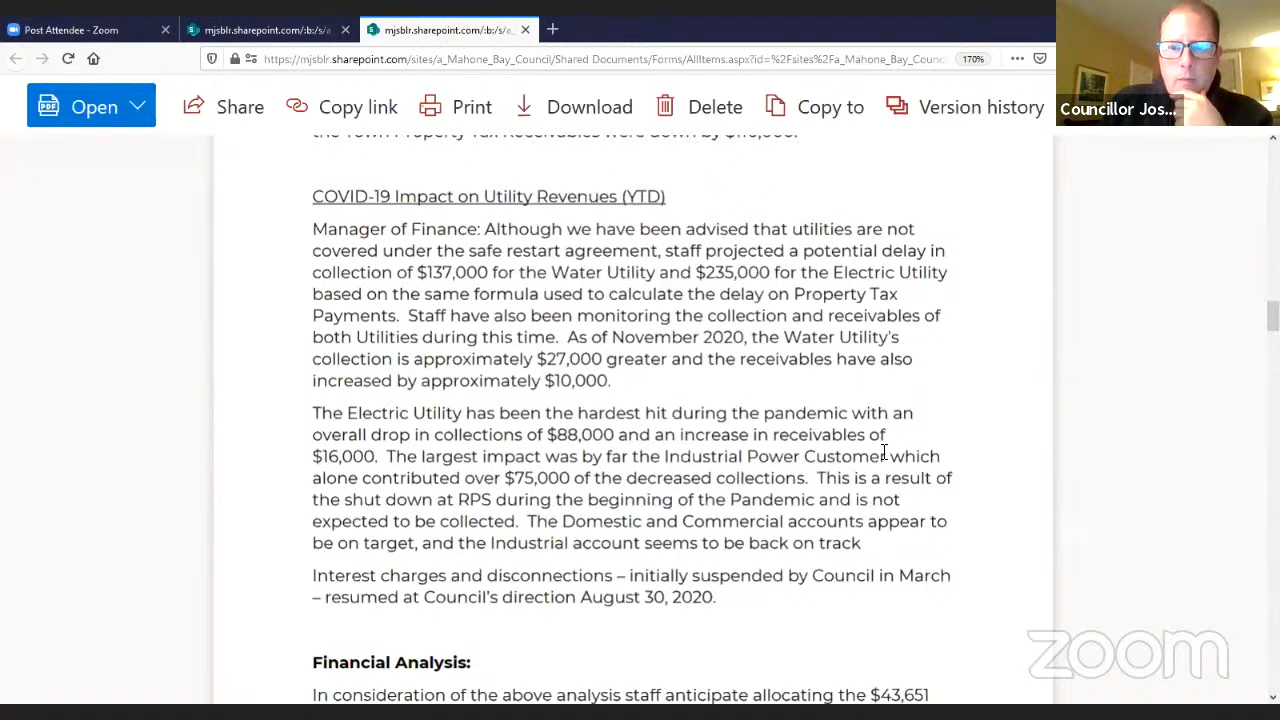 Post Attendee - Zoom
mjsblr.sharepoint.com/:b:/s/a_
mjsblr.sharepoint.com/:b:/s/a_
https://mjsblr.sharepoint.com/sites/a_Mahone_Bay_Council/Shared Documents/Forms/AllItems.aspx?id=%2Fsites%2Fa_Mahone_Bay_Counc
170%
Open
Share
Copy link
Print
Download
Delete
Copy to
Version history
Councillor Jos...
the Town Property Tax Receivables were down by $110,000.
COVID-19 Impact on Utility Revenues (YTD)
Manager of Finance: Although we have been advised that utilities are not
covered under the safe restart agreement, staff projected a potential delay in
collection of $137,000 for the Water Utility and $235,000 for the Electric Utility
based on the same formula used to calculate the delay on Property Tax
Payments. Staff have also been monitoring the collection and receivables of
both Utilities during this time. As of November 2020, the Water Utility's
collection is approximately $27,000 greater and the receivables have also
increased by approximately $10,000.
The Electric Utility has been the hardest hit during the pandemic with an
overall drop in collections of $88,000 and an increase in receivables of
$16,000. The largest impact was by far the Industrial Power Customer which
alone contributed over $75,000 of the decreased collections. This is a result of
the shut down at RPS during the beginning of the Pandemic and is not
expected to be collected. The Domestic and Commercial accounts appear to
be on target, and the Industrial account seems to be back on track
Interest charges and disconnections – initially suspended by Council in March
– resumed at Council's direction August 30, 2020.
Financial Analysis:
In consideration of the above analysis staff anticipate allocating the $43,651
zoom